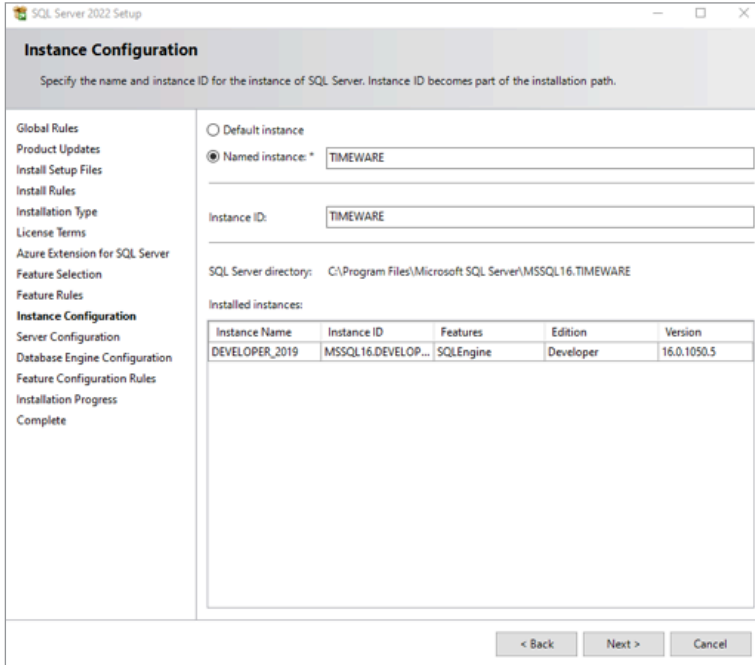 SQL Server 2022 Setup
Instance Configuration
Specify the name and instance ID for the instance of SQL Server. Instance ID becomes part of the installation path.
Global Rules
Product Updates
Install Setup Files
Install Rules
Installation Type
License Terms
Azure Extension for SQL Server
Feature Selection
Feature Rules
Instance Configuration
Server Configuration
Database Engine Configuration
Feature Configuration Rules
Installation Progress
Complete
Default instance
Named instance: * TIMEWARE
Instance ID: TIMEWARE
SQL Server directory: C:\Program Files\Microsoft SQL Server\MSSQL16.TIMEWARE
Installed instances:
Instance Name Instance ID Features Edition Version
DEVELOPER_2019 MSSQL16.DEVELOP... SQLEngine Developer 16.0.1050.5
< Back Next > Cancel